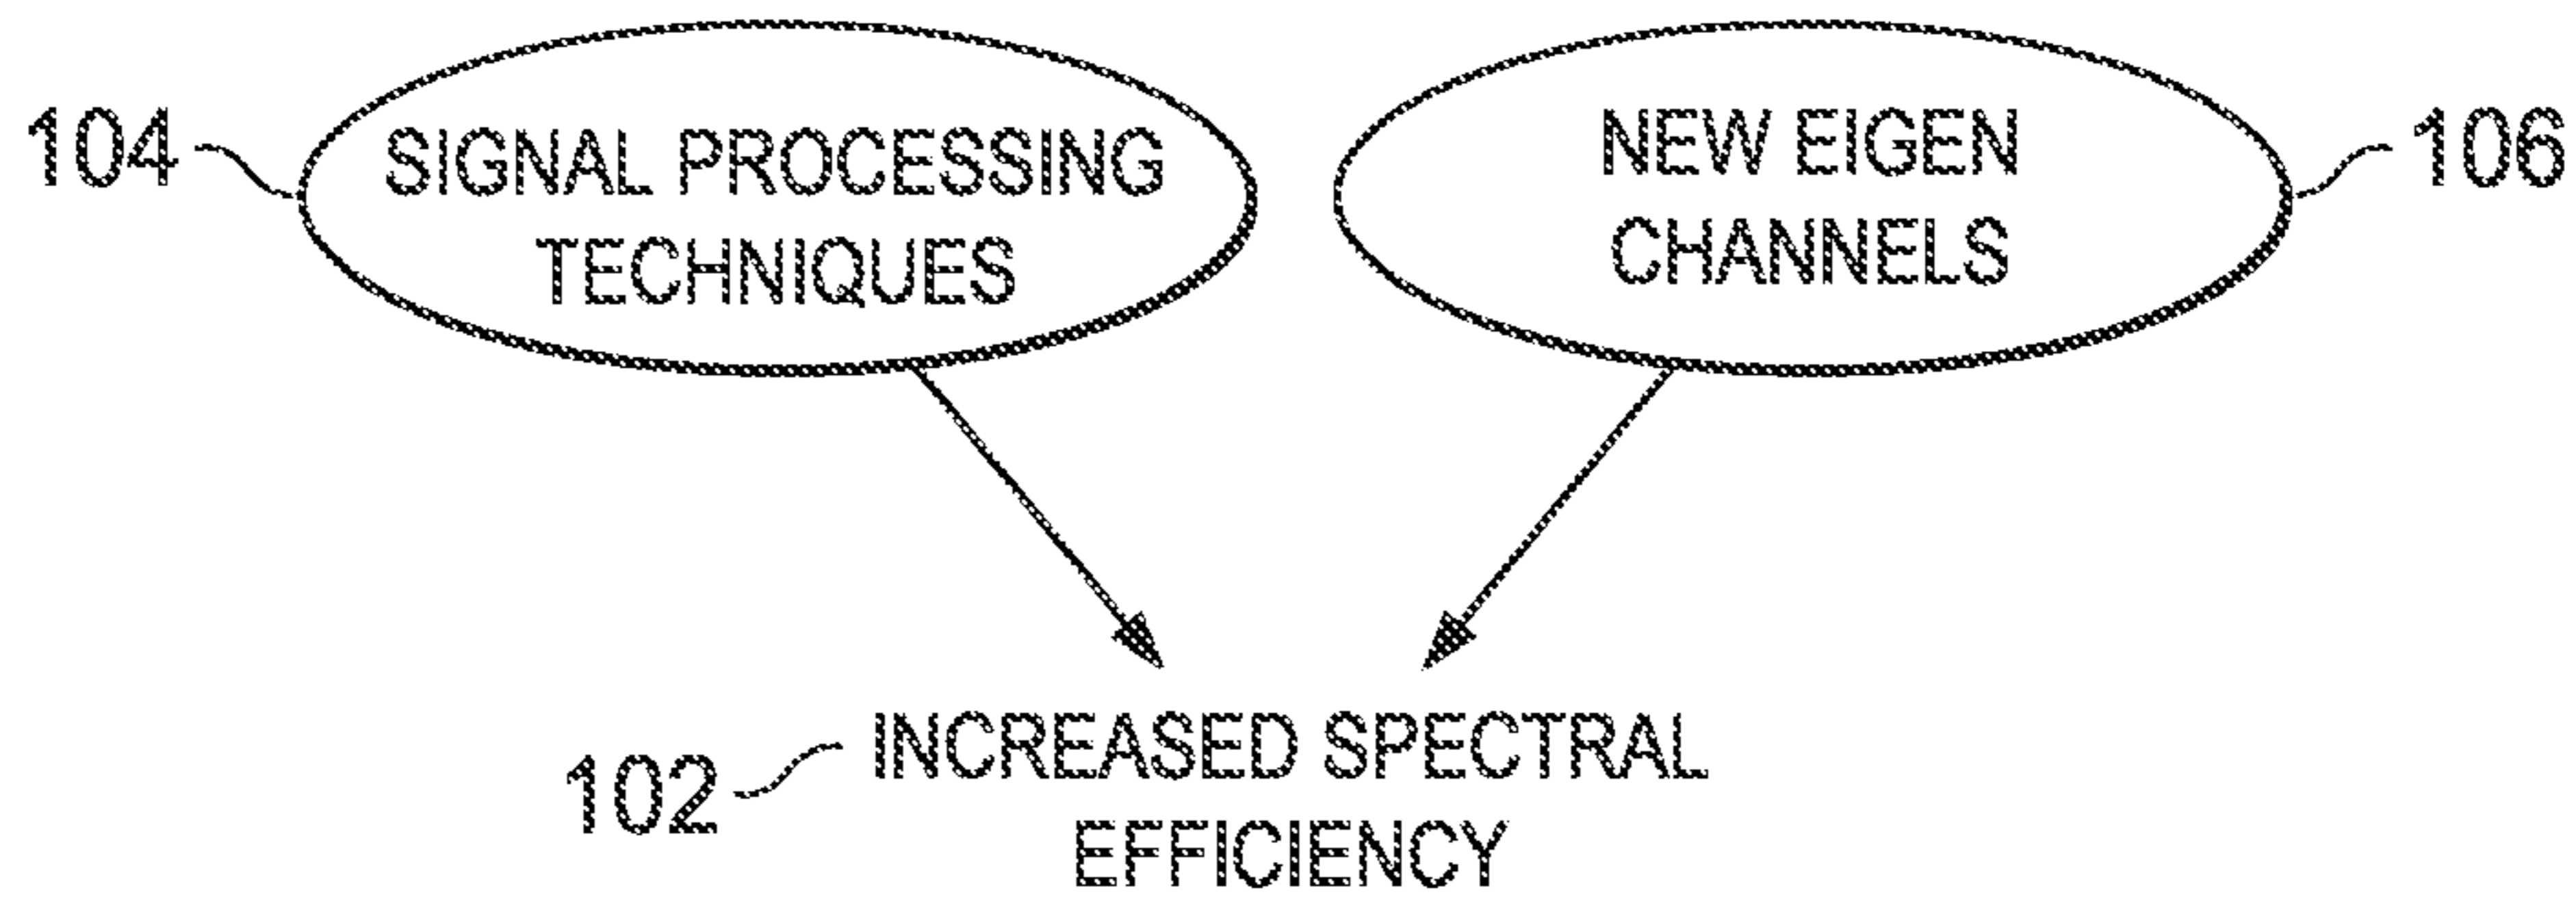 104
SIGNAL PROCESSING
TECHNIQUES
NEW EIGEN
CHANNELS
106
102
INCREASED SPECTRAL
EFFICIENCY